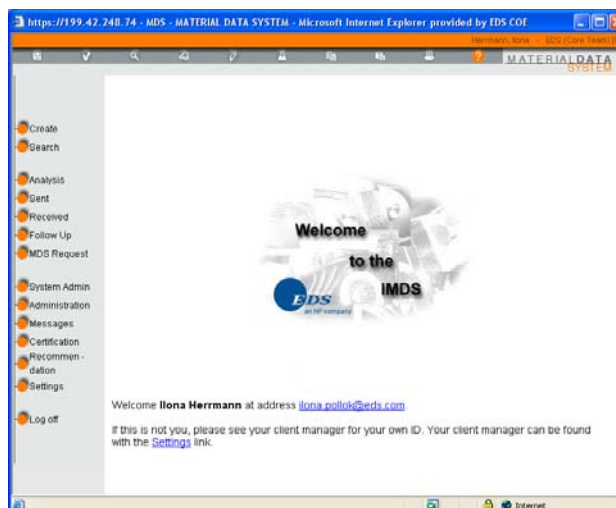 https://199.42.248.74 - MDS - MATERIAL DATA SYSTEM - Microsoft Internet Explorer provided by EDS COE
Herrmann, Ilona - EDS (Core Team)
MATERIALDATA
SYSTEM
Create
Search
Analysis
Sent
Received
Follow Up
MDS Request
System Admin
Administration
Messages
Certification
Recommen -
dation
Settings
Log off
Welcome
to the
IMDS
EDS
an HP company
Welcome Ilona Herrmann at address ilona.pollok@eds.com.
If this is not you, please see your client manager for your own ID. Your client manager can be found
with the Settings link.
Internet